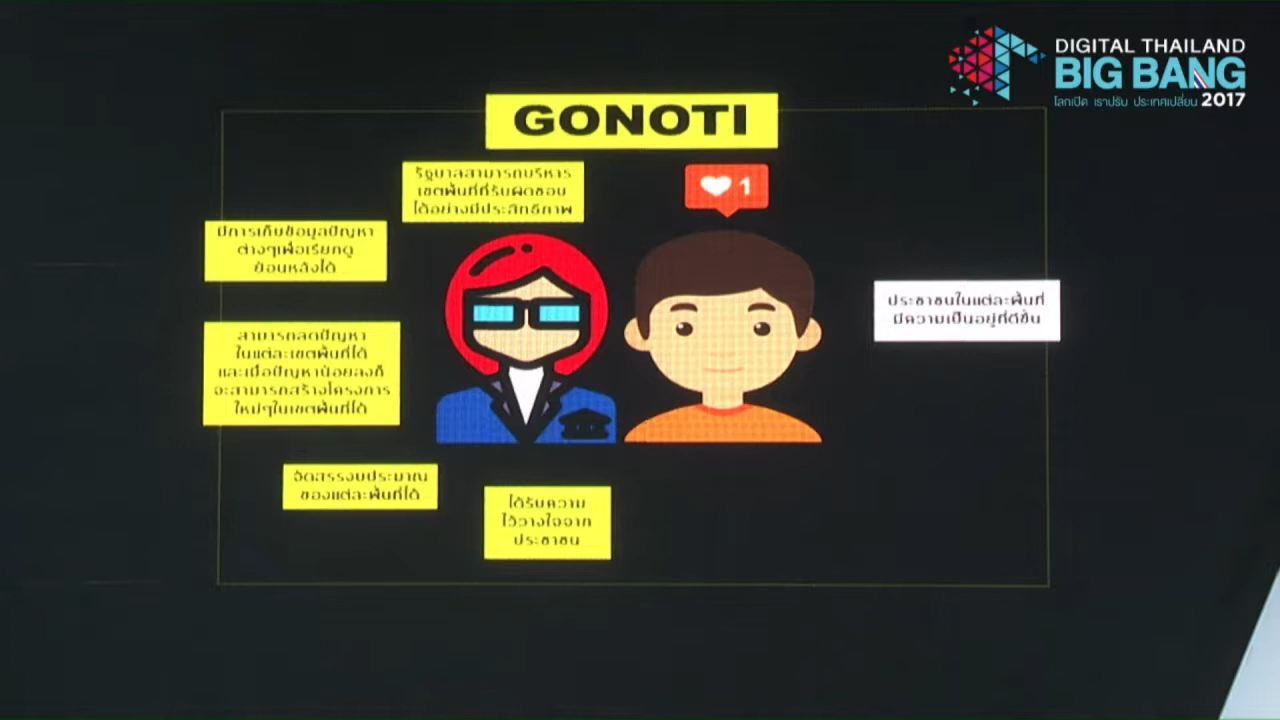 DIGITAL THAILAND
BIG BANG
โลกเปิด เราปรับ ประเทศเปลี่ยน 2017
GONOTI
รัฐบาลสามารถบริหาร
เขตพื้นที่ที่รับผิดชอบ
ได้อย่างมีประสิทธิภาพ
1
มีการเก็บข้อมูลปัญหา
ต่างๆเพื่อเรียกดู
ย้อนหลังได้
ประชาชนในแต่ละพื้นที่
มีความเป็นอยู่ที่ดีขึ้น
สามารถลดปัญหา
ในแต่ละเขตพื้นที่ได้
และเมื่อปัญหาน้อยลงก็
จะสามารถสร้างโครงการ
ใหม่ๆในเขตพื้นที่ได้
จัดสรรงบประมาณ
ของแต่ละพื้นที่ได้
ได้รับความ
ไว้วางใจจาก
ประชาชน